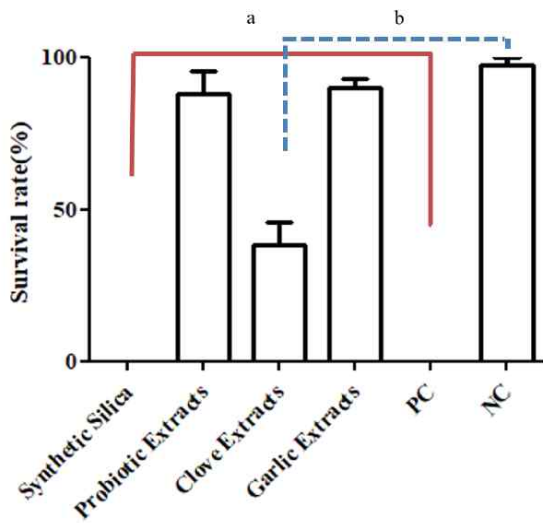 a
b
100
50
0
Survival rate(%)
Synthetic Silica
Probiotic Extracts
Clove Extracts
Garlic Extracts
PC
NC